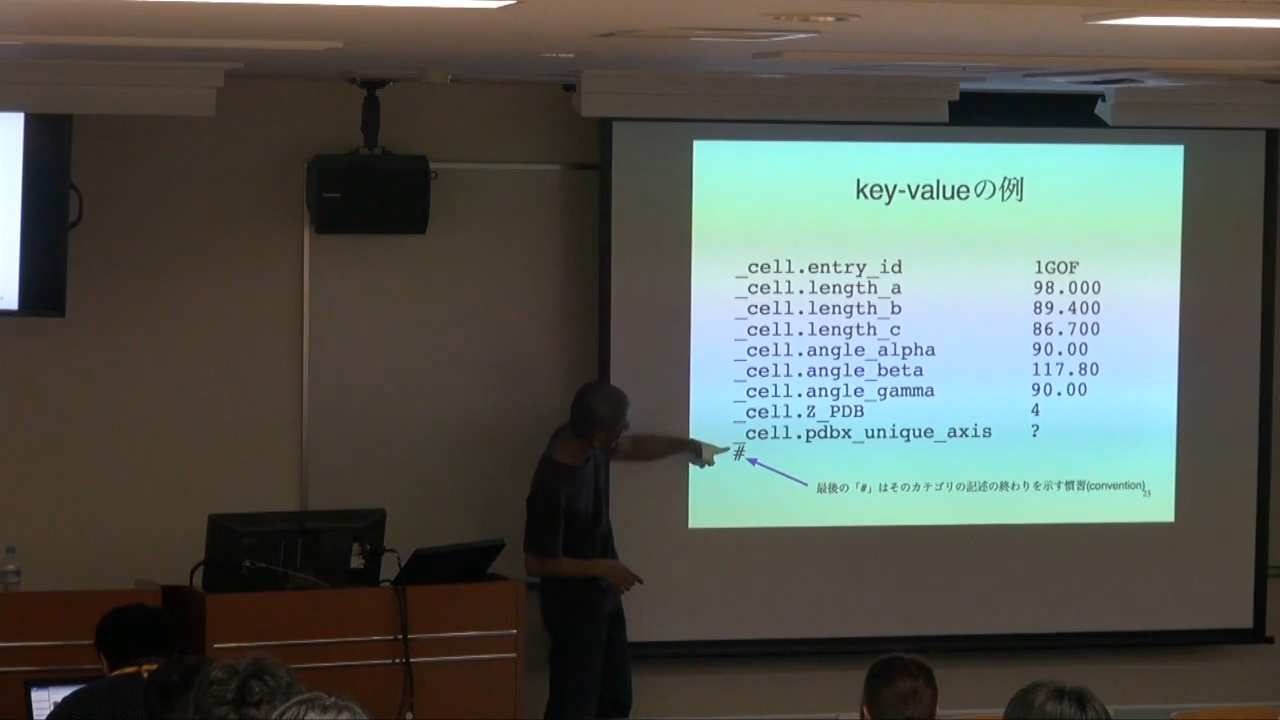 key-valueの例
_cell.entry_id 1GOF
_cell.length_a 98.000
_cell.length_b 89.400
_cell.length_c 86.700
_cell.angle_alpha 90.00
_cell.angle_beta 117.80
_cell.angle_gamma 90.00
_cell.Z_PDB 4
_cell.pdbx_unique_axis ?
#
最後の「#」はそのカテゴリの記述の終わりを示す慣習(convention)
23